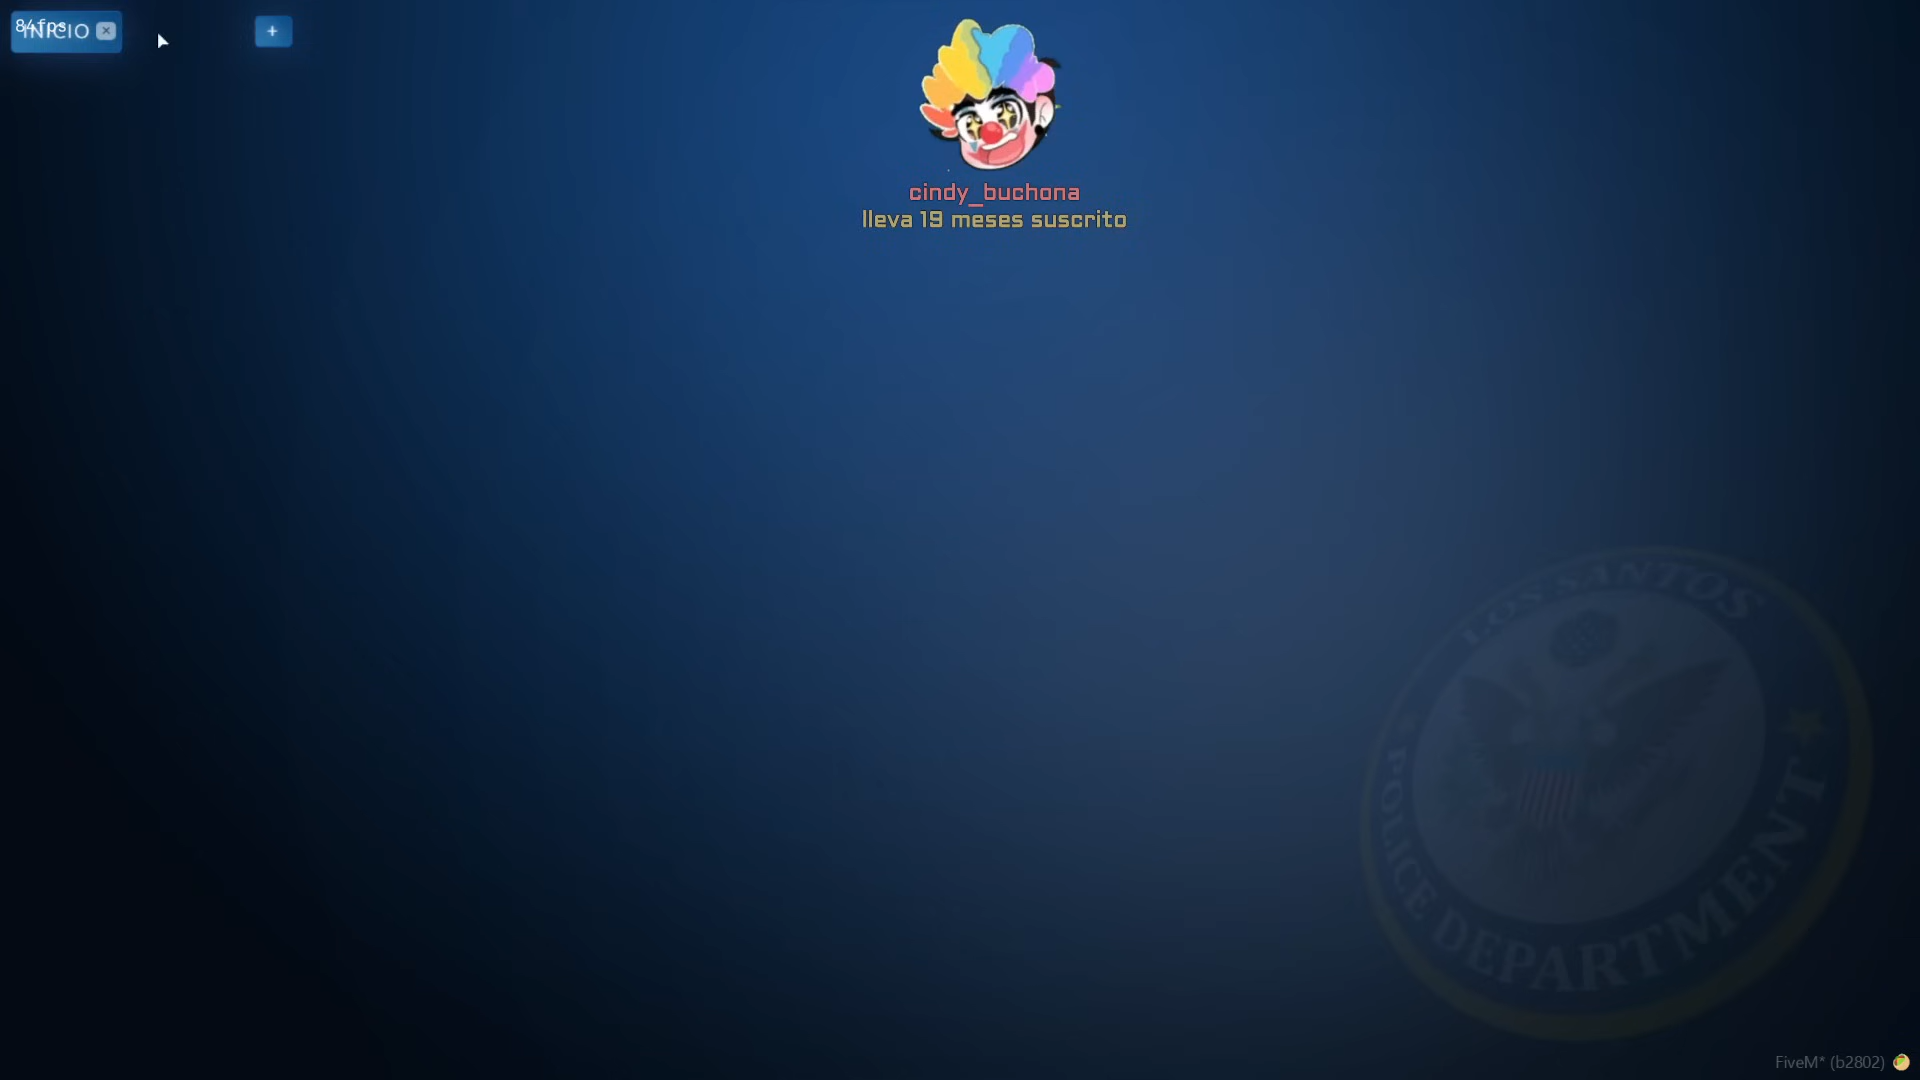 84fps
INICIO
+
cindy_buchona
lleva 19 meses suscrito
LOS SANTOS
POLICE DEPARTMENT
FiveM* (b2802)